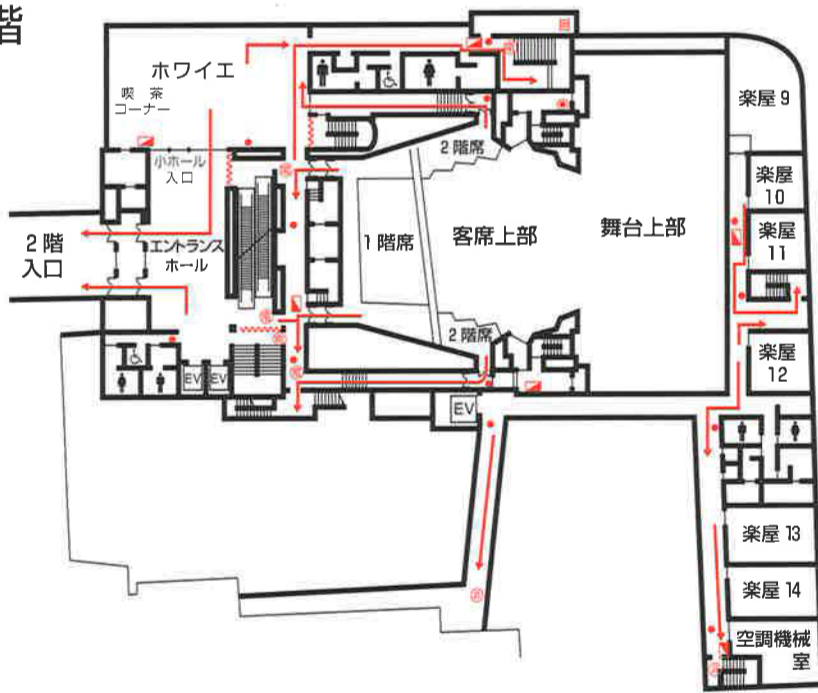 階
ホワイエ
喫 茶
コーナー
小ホール
入口
2階
入口
エントランス
ホール
EV
EV
1階席
2階席
客席上部
舞台上部
2階席
EV
楽屋 9
楽屋
10
楽屋
11
楽屋
12
楽屋 13
楽屋 14
空調機械
室